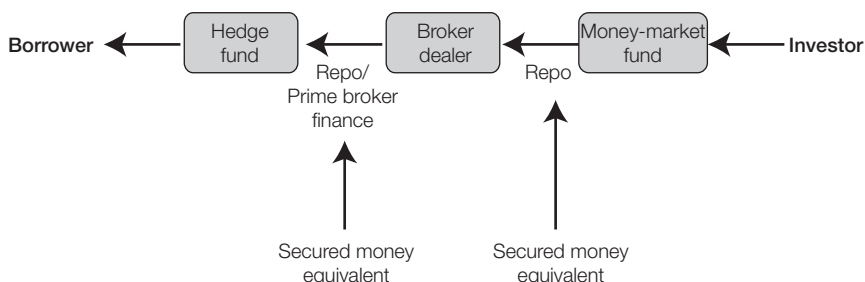 Borrower
Hedge
fund
Broker
dealer
Money-market
fund
Investor
Repo/
Prime broker
finance
Repo
Secured money
equivalent
Secured money
equivalent